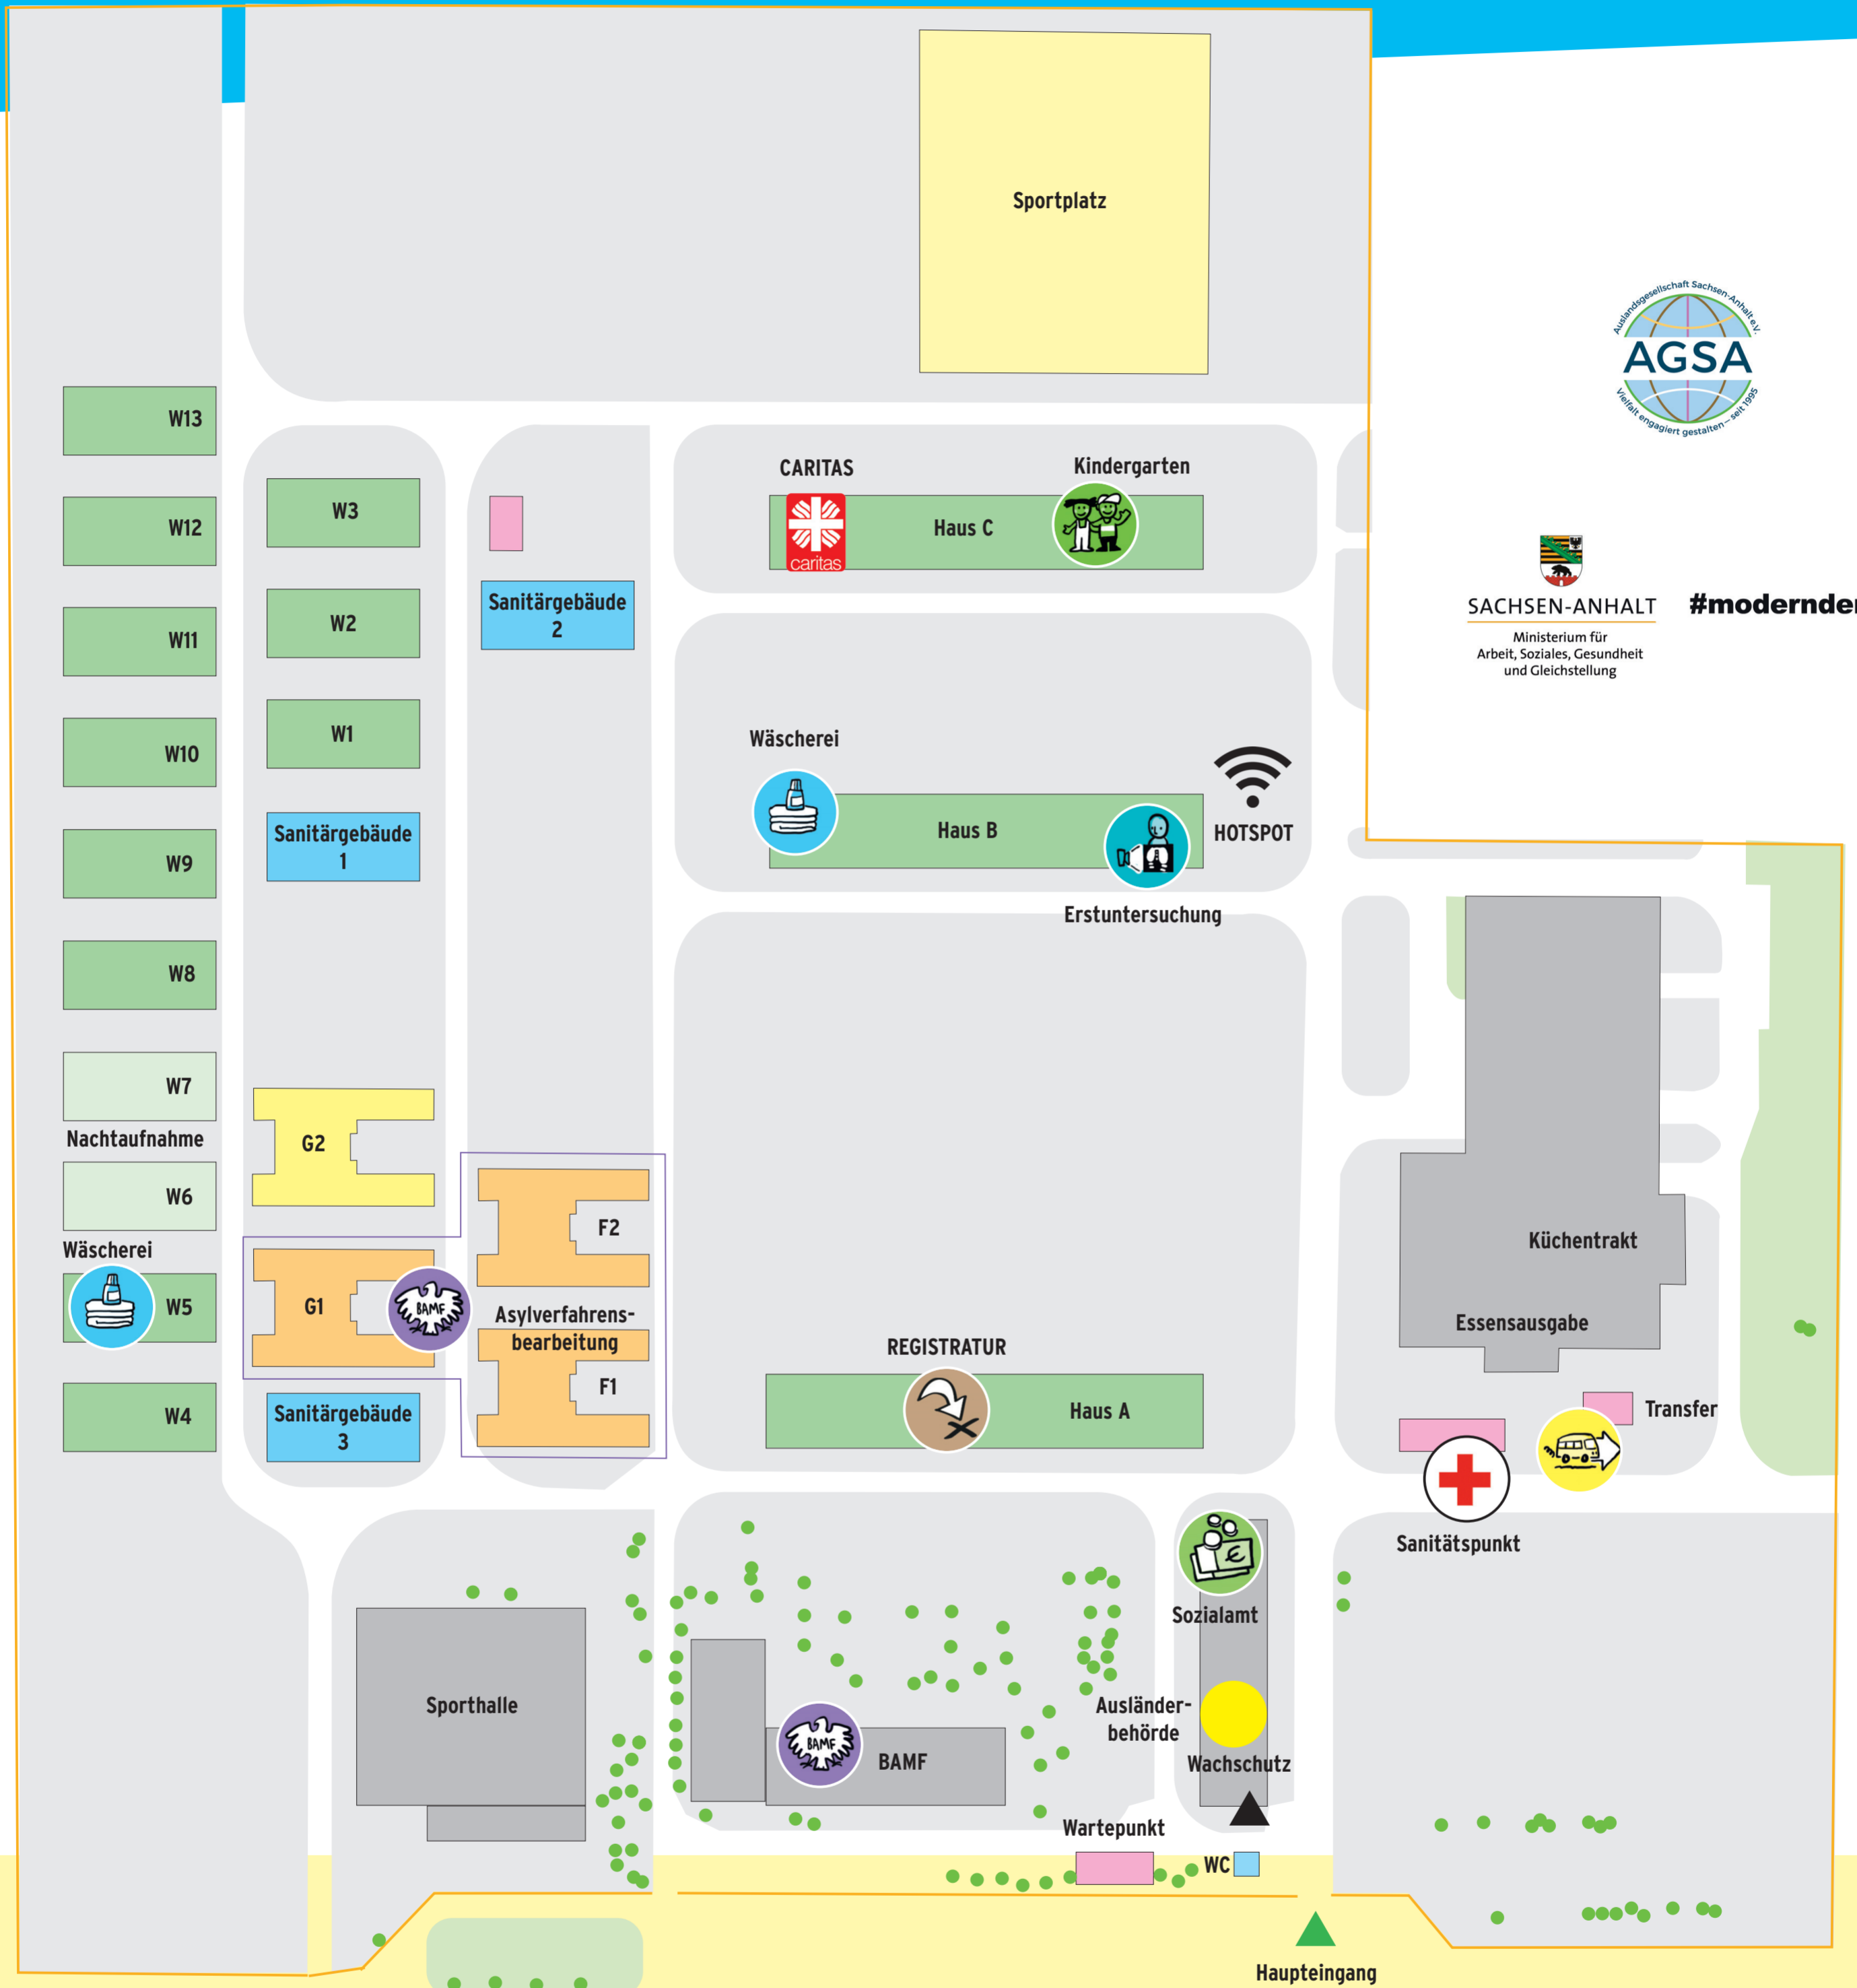 Sportplatz
Auslandsgesellschaft Sachsen-Anhalt e.V.
AGSA
Vielfalt engagiert gestalten – seit 1995
W13
W12
W11
W10
W9
W8
W7
Nachtaufnahme
W6
Wäscherei
W5
W4
W3
W2
W1
Sanitärgebäude
1
Sanitärgebäude
2
CARITAS
caritas
Haus C
Kindergarten
SACHSEN-ANHALT
Ministerium für
Arbeit, Soziales, Gesundheit
und Gleichstellung
#modernde
Wäscherei
Haus B
HOTSPOT
Erstuntersuchung
G2
G1
BAMF
F2
Asylverfahrens-
bearbeitung
F1
Sanitärgebäude
3
REGISTRATUR
Haus A
Küchentrakt
Essensausgabe
Transfer
Sanitätspunkt
€
Sozialamt
Sporthalle
BAMF
BAMF
Ausländer-
behörde
Wachschutz
Wartepunkt
WC
Haupteingang